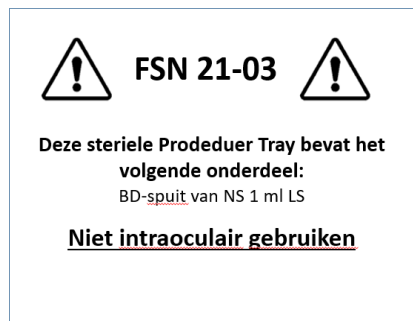 FSN 21-03
Deze steriele Prodeduer Tray bevat het
volgende onderdeel:
BD-spuit van NS 1 ml LS
Niet intraoculair gebruiken